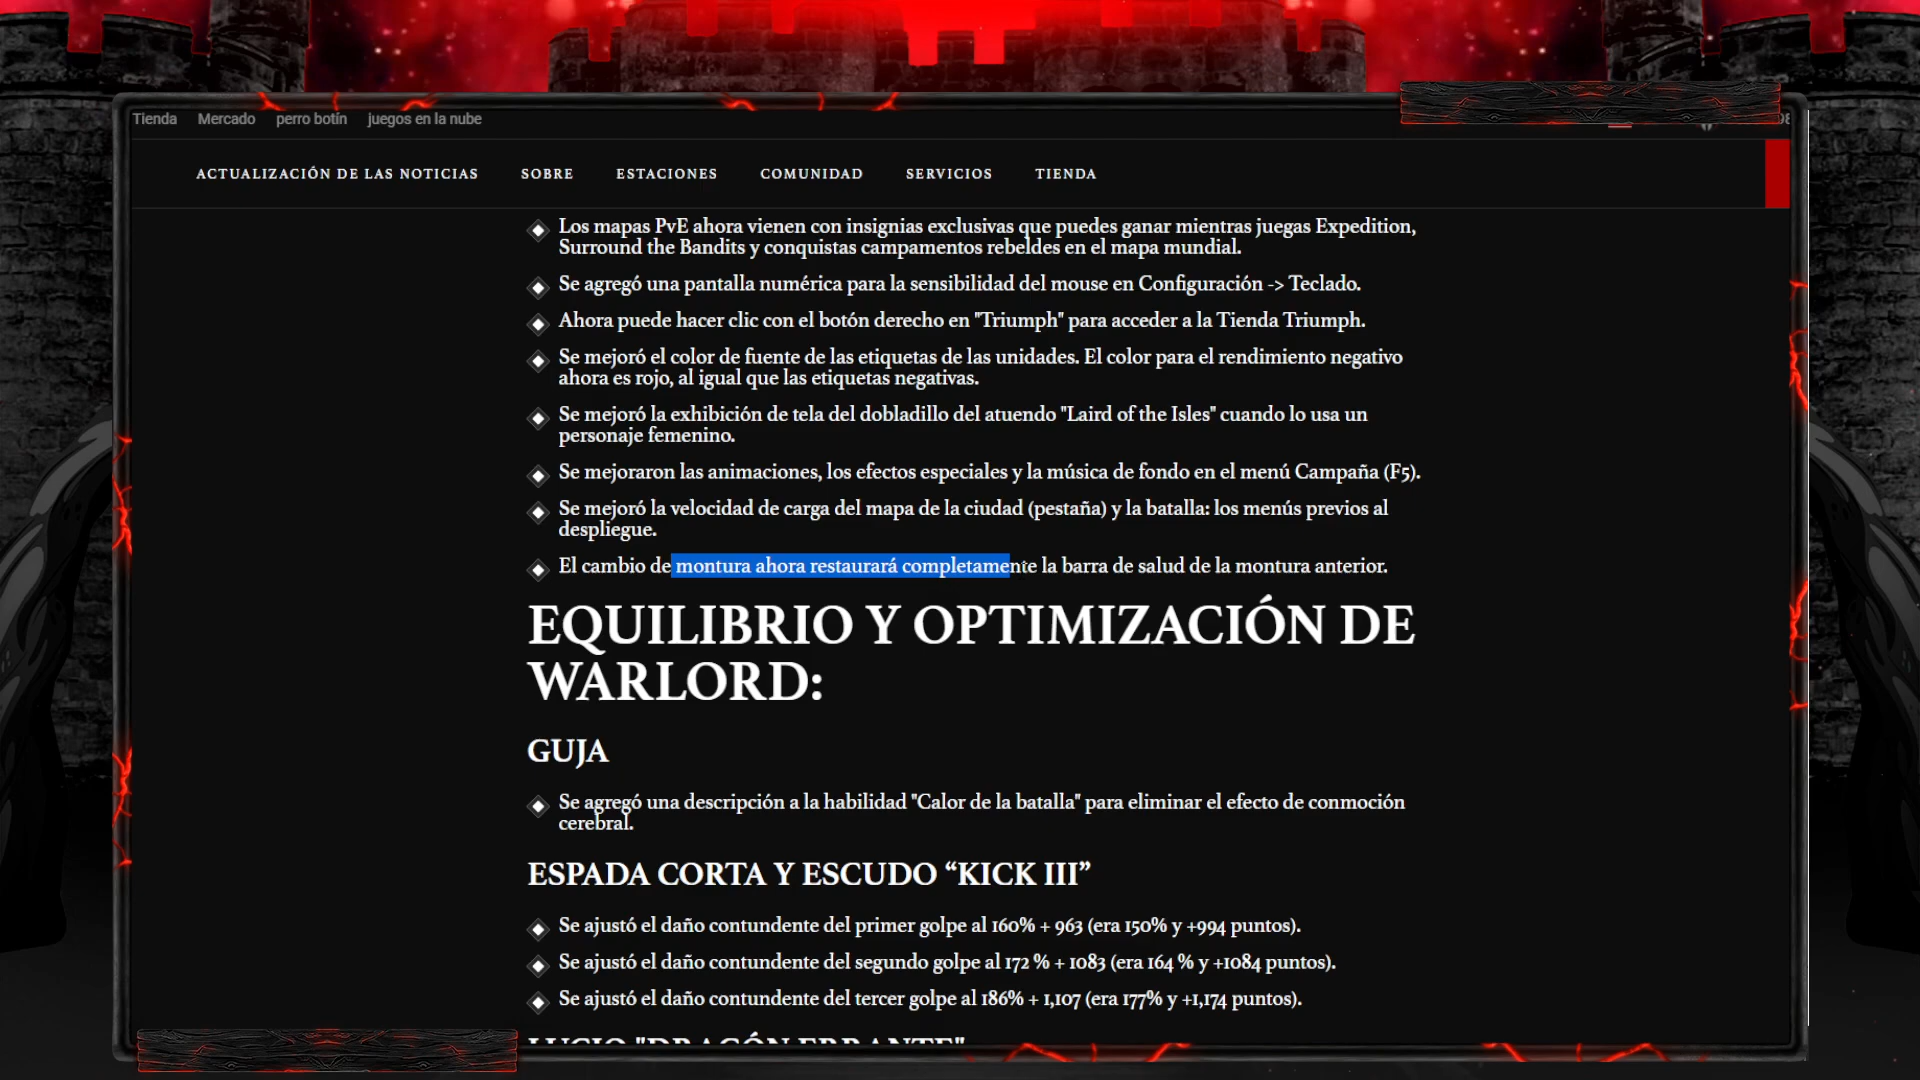 Tienda Mercado perro botín juegos en la nube
ACTUALIZACIÓN DE LAS NOTICIAS SOBRE ESTACIONES COMUNIDAD SERVICIOS TIENDA
Los mapas PvE ahora vienen con insignias exclusivas que puedes ganar mientras juegas Expedition,
Surround the Bandits y conquistas campamentos rebeldes en el mapa mundial.
Se agregó una pantalla numérica para la sensibilidad del mouse en Configuración -> Teclado.
Ahora puede hacer clic con el botón derecho en "Triumph" para acceder a la Tienda Triumph.
Se mejoró el color de fuente de las etiquetas de las unidades. El color para el rendimiento negativo
ahora es rojo, al igual que las etiquetas negativas.
Se mejoró la exhibición de tela del dobladillo del atuendo "Laird of the Isles" cuando lo usa un
personaje femenino.
Se mejoraron las animaciones, los efectos especiales y la música de fondo en el menú Campaña (F5).
Se mejoró la velocidad de carga del mapa de la ciudad (pestaña) y la batalla: los menús previos al
despliegue.
El cambio de montura ahora restaurará completamente la barra de salud de la montura anterior.
EQUILIBRIO Y OPTIMIZACIÓN DE
WARLORD:
GUJA
Se agregó una descripción a la habilidad "Calor de la batalla" para eliminar el efecto de conmoción
cerebral.
ESPADA CORTA Y ESCUDO “KICK III”
Se ajustó el daño contundente del primer golpe al 160% + 963 (era 150% y +994 puntos).
Se ajustó el daño contundente del segundo golpe al 172 % + 1083 (era 164 % y +1084 puntos).
Se ajustó el daño contundente del tercer golpe al 186% + 1,107 (era 177% y +1,174 puntos).
LUCIO "DRAGÓN ERRANTE"